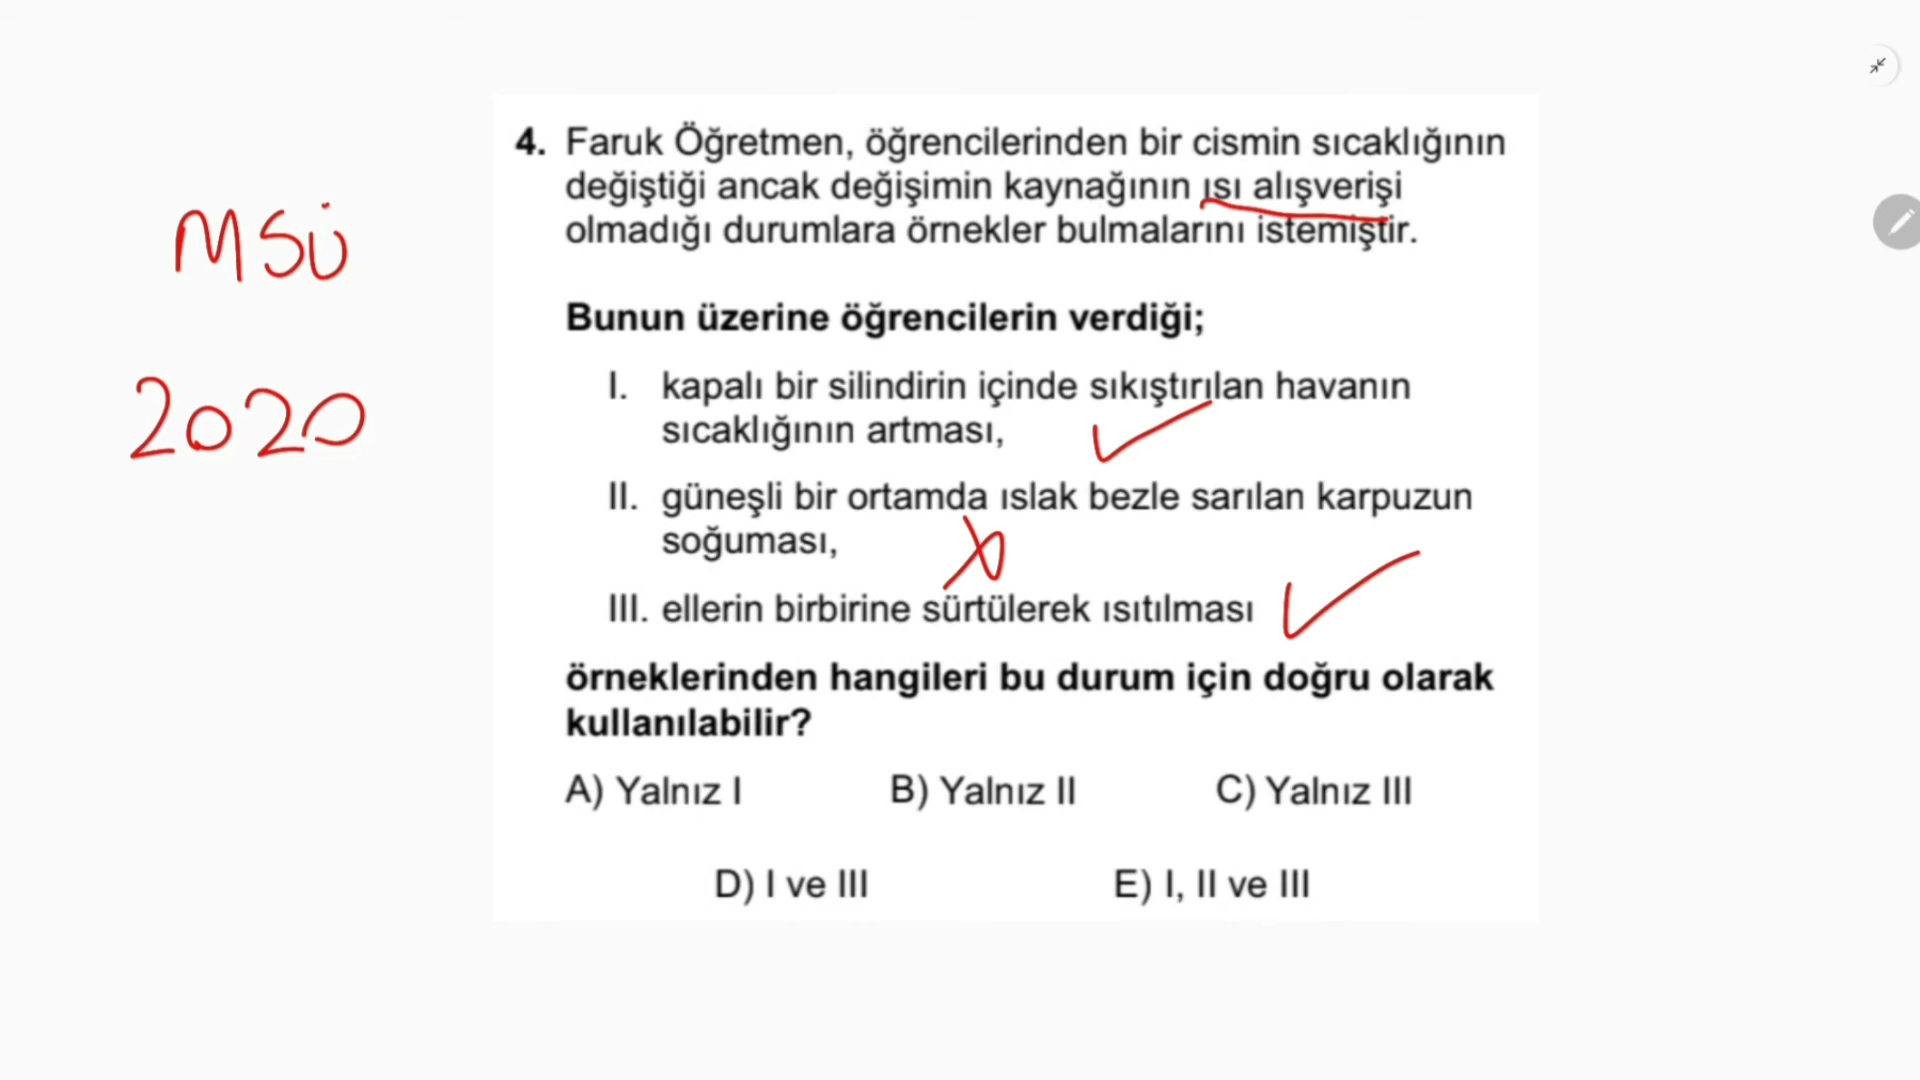 MSÜ
2020
4. Faruk Öğretmen, öğrencilerinden bir cismin sıcaklığının
değiştiği ancak değişimin kaynağının ısı alışverişi
olmadığı durumlara örnekler bulmalarını istemiştir.
Bunun üzerine öğrencilerin verdiği;
I. kapalı bir silindirin içinde sıkıştırılan havanın
sıcaklığının artması,
II. güneşli bir ortamda ıslak bezle sarılan karpuzun
soğuması,
III. ellerin birbirine sürtülerek ısıtılması
örneklerinden hangileri bu durum için doğru olarak
kullanılabilir?
A) Yalnız I B) Yalnız II C) Yalnız III
D) I ve III E) I, II ve III